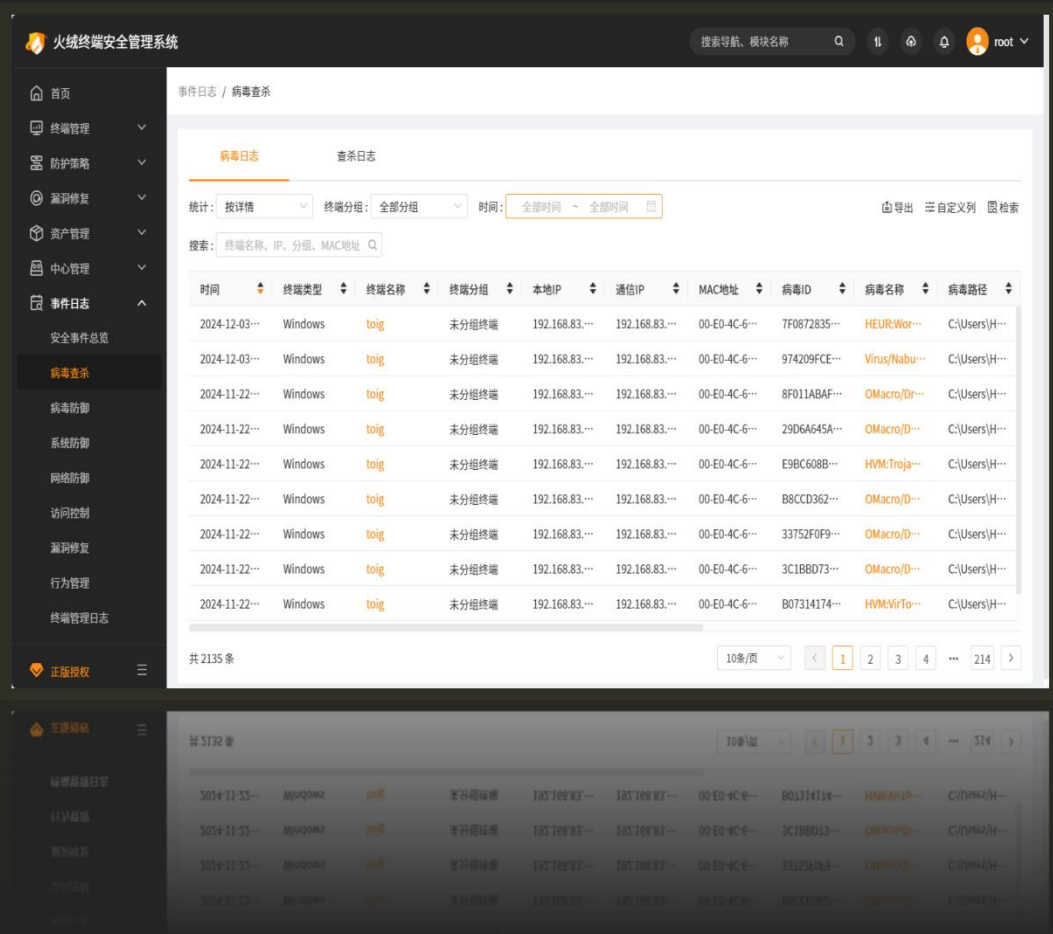 火绒终端安全管理系统
搜索导航、模块名称
root
首页
终端管理
防护策略
漏洞修复
资产管理
中心管理
事件日志
安全事件总览
病毒查杀
病毒防御
系统防御
网络防御
访问控制
漏洞修复
行为管理
终端管理日志
正版授权
事件日志 / 病毒查杀
病毒日志 查杀日志
统计: 按详情 终端分组: 全部分组 时间: 全部时间 ~ 全部时间 导出 自定义列 检索
搜索: 终端名称、IP、分组、MAC地址
时间 终端类型 终端名称 终端分组 本地IP 通信IP MAC地址 病毒ID 病毒名称 病毒路径
2024-12-03··· Windows toig 未分组终端 192.168.83.··· 192.168.83.··· 00-E0-4C-6··· 7F0872835··· HEUR:Wor··· C:\Users\H···
2024-12-03··· Windows toig 未分组终端 192.168.83.··· 192.168.83.··· 00-E0-4C-6··· 974209FCE··· Virus/Nabu··· C:\Users\H···
2024-11-22··· Windows toig 未分组终端 192.168.83.··· 192.168.83.··· 00-E0-4C-6··· 8F011ABAF··· OMacro/Dr··· C:\Users\H···
2024-11-22··· Windows toig 未分组终端 192.168.83.··· 192.168.83.··· 00-E0-4C-6··· 29D6A645A··· OMacro/D··· C:\Users\H···
2024-11-22··· Windows toig 未分组终端 192.168.83.··· 192.168.83.··· 00-E0-4C-6··· E9BC608B··· HVM:Troja··· C:\Users\H···
2024-11-22··· Windows toig 未分组终端 192.168.83.··· 192.168.83.··· 00-E0-4C-6··· B8CCD362··· OMacro/D··· C:\Users\H···
2024-11-22··· Windows toig 未分组终端 192.168.83.··· 192.168.83.··· 00-E0-4C-6··· 33752F0F9··· OMacro/D··· C:\Users\H···
2024-11-22··· Windows toig 未分组终端 192.168.83.··· 192.168.83.··· 00-E0-4C-6··· 3C1BBD73··· OMacro/D··· C:\Users\H···
2024-11-22··· Windows toig 未分组终端 192.168.83.··· 192.168.83.··· 00-E0-4C-6··· B07314174··· HVM:VirTo··· C:\Users\H···
共 2135 条 10条/页 < 1 2 3 4 ··· 214 >